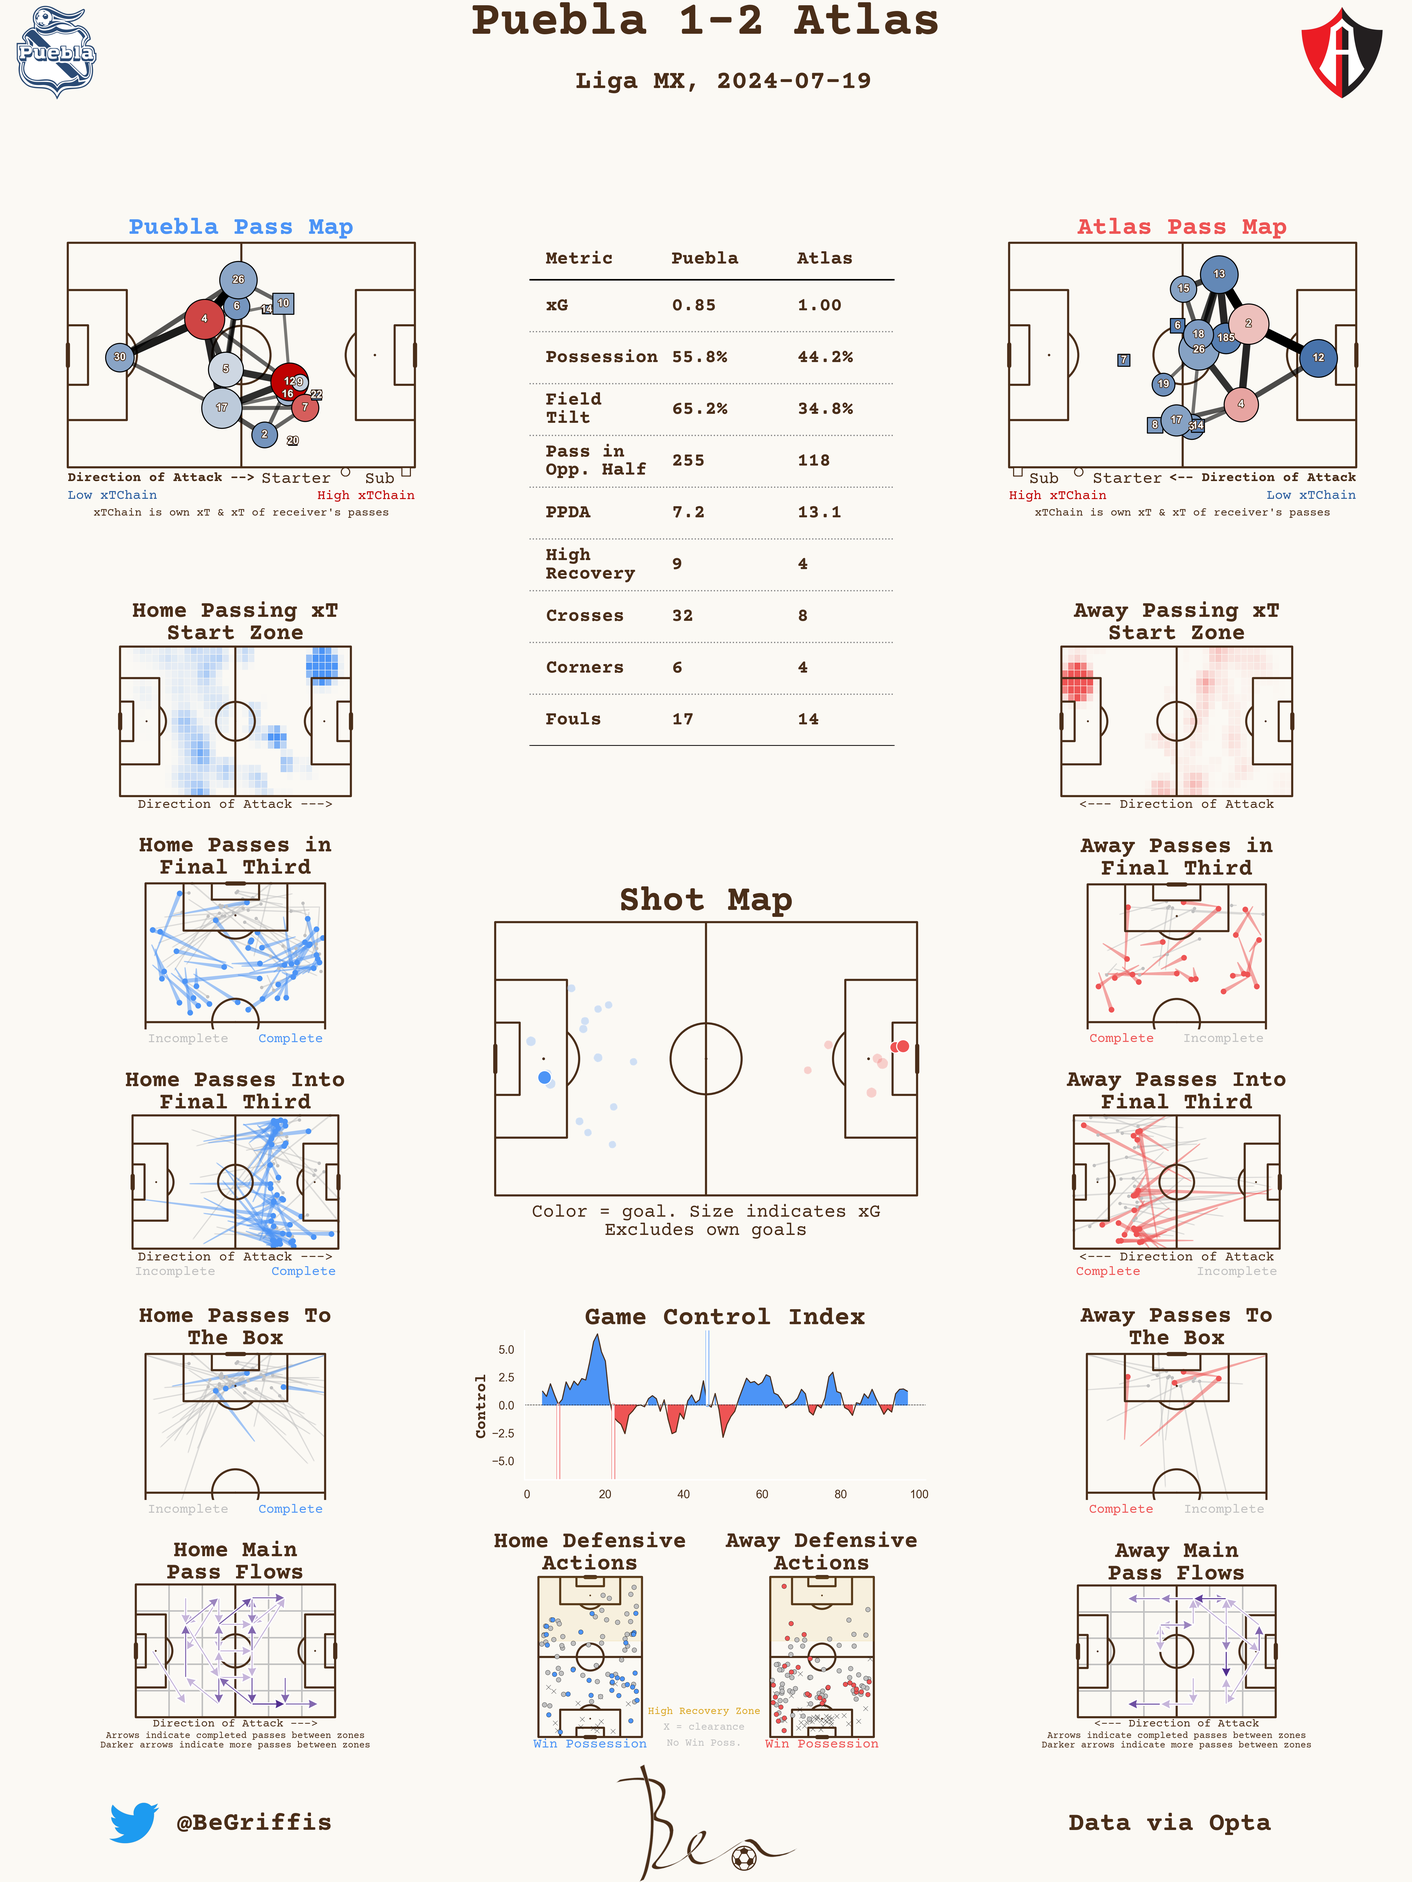 Puebla 1-2 Atlas
Liga MX, 2024-07-19
Puebla
A
Puebla Pass Map
26
6
14
10
4
30
5
12
9
16
22
17
7
2
20
Direction of Attack --> Starter Sub
Low xTChain High xTChain
xTChain is own xT & xT of receiver's passes
Metric Puebla Atlas
xG 0.85 1.00
Possession 55.8% 44.2%
Field
Tilt 65.2% 34.8%
Pass in
Opp. Half 255 118
PPDA 7.2 13.1
High
Recovery 9 4
Crosses 32 8
Corners 6 4
Fouls 17 14
Atlas Pass Map
13
15
6
18
2
185
26
7
12
19
4
17
8
14
Sub Starter <-- Direction of Attack
High xTChain Low xTChain
xTChain is own xT & xT of receiver's passes
Home Passing xT
Start Zone
Direction of Attack --->
Away Passing xT
Start Zone
<--- Direction of Attack
Home Passes in
Final Third
Incomplete Complete
Away Passes in
Final Third
Complete Incomplete
Shot Map
Color = goal. Size indicates xG
Excludes own goals
Home Passes Into
Final Third
Direction of Attack --->
Incomplete Complete
Away Passes Into
Final Third
<--- Direction of Attack
Complete Incomplete
Home Passes To
The Box
Incomplete Complete
Game Control Index
Control
5.0
2.5
0.0
−2.5
−5.0
0 20 40 60 80 100
Away Passes To
The Box
Complete Incomplete
Home Main
Pass Flows
Direction of Attack --->
Arrows indicate completed passes between zones
Darker arrows indicate more passes between zones
Home Defensive
Actions
Win Possession
High Recovery Zone
X = clearance
No Win Poss.
Away Defensive
Actions
Win Possession
Away Main
Pass Flows
<--- Direction of Attack
Arrows indicate completed passes between zones
Darker arrows indicate more passes between zones
@BeGriffis
Ben
Data via Opta